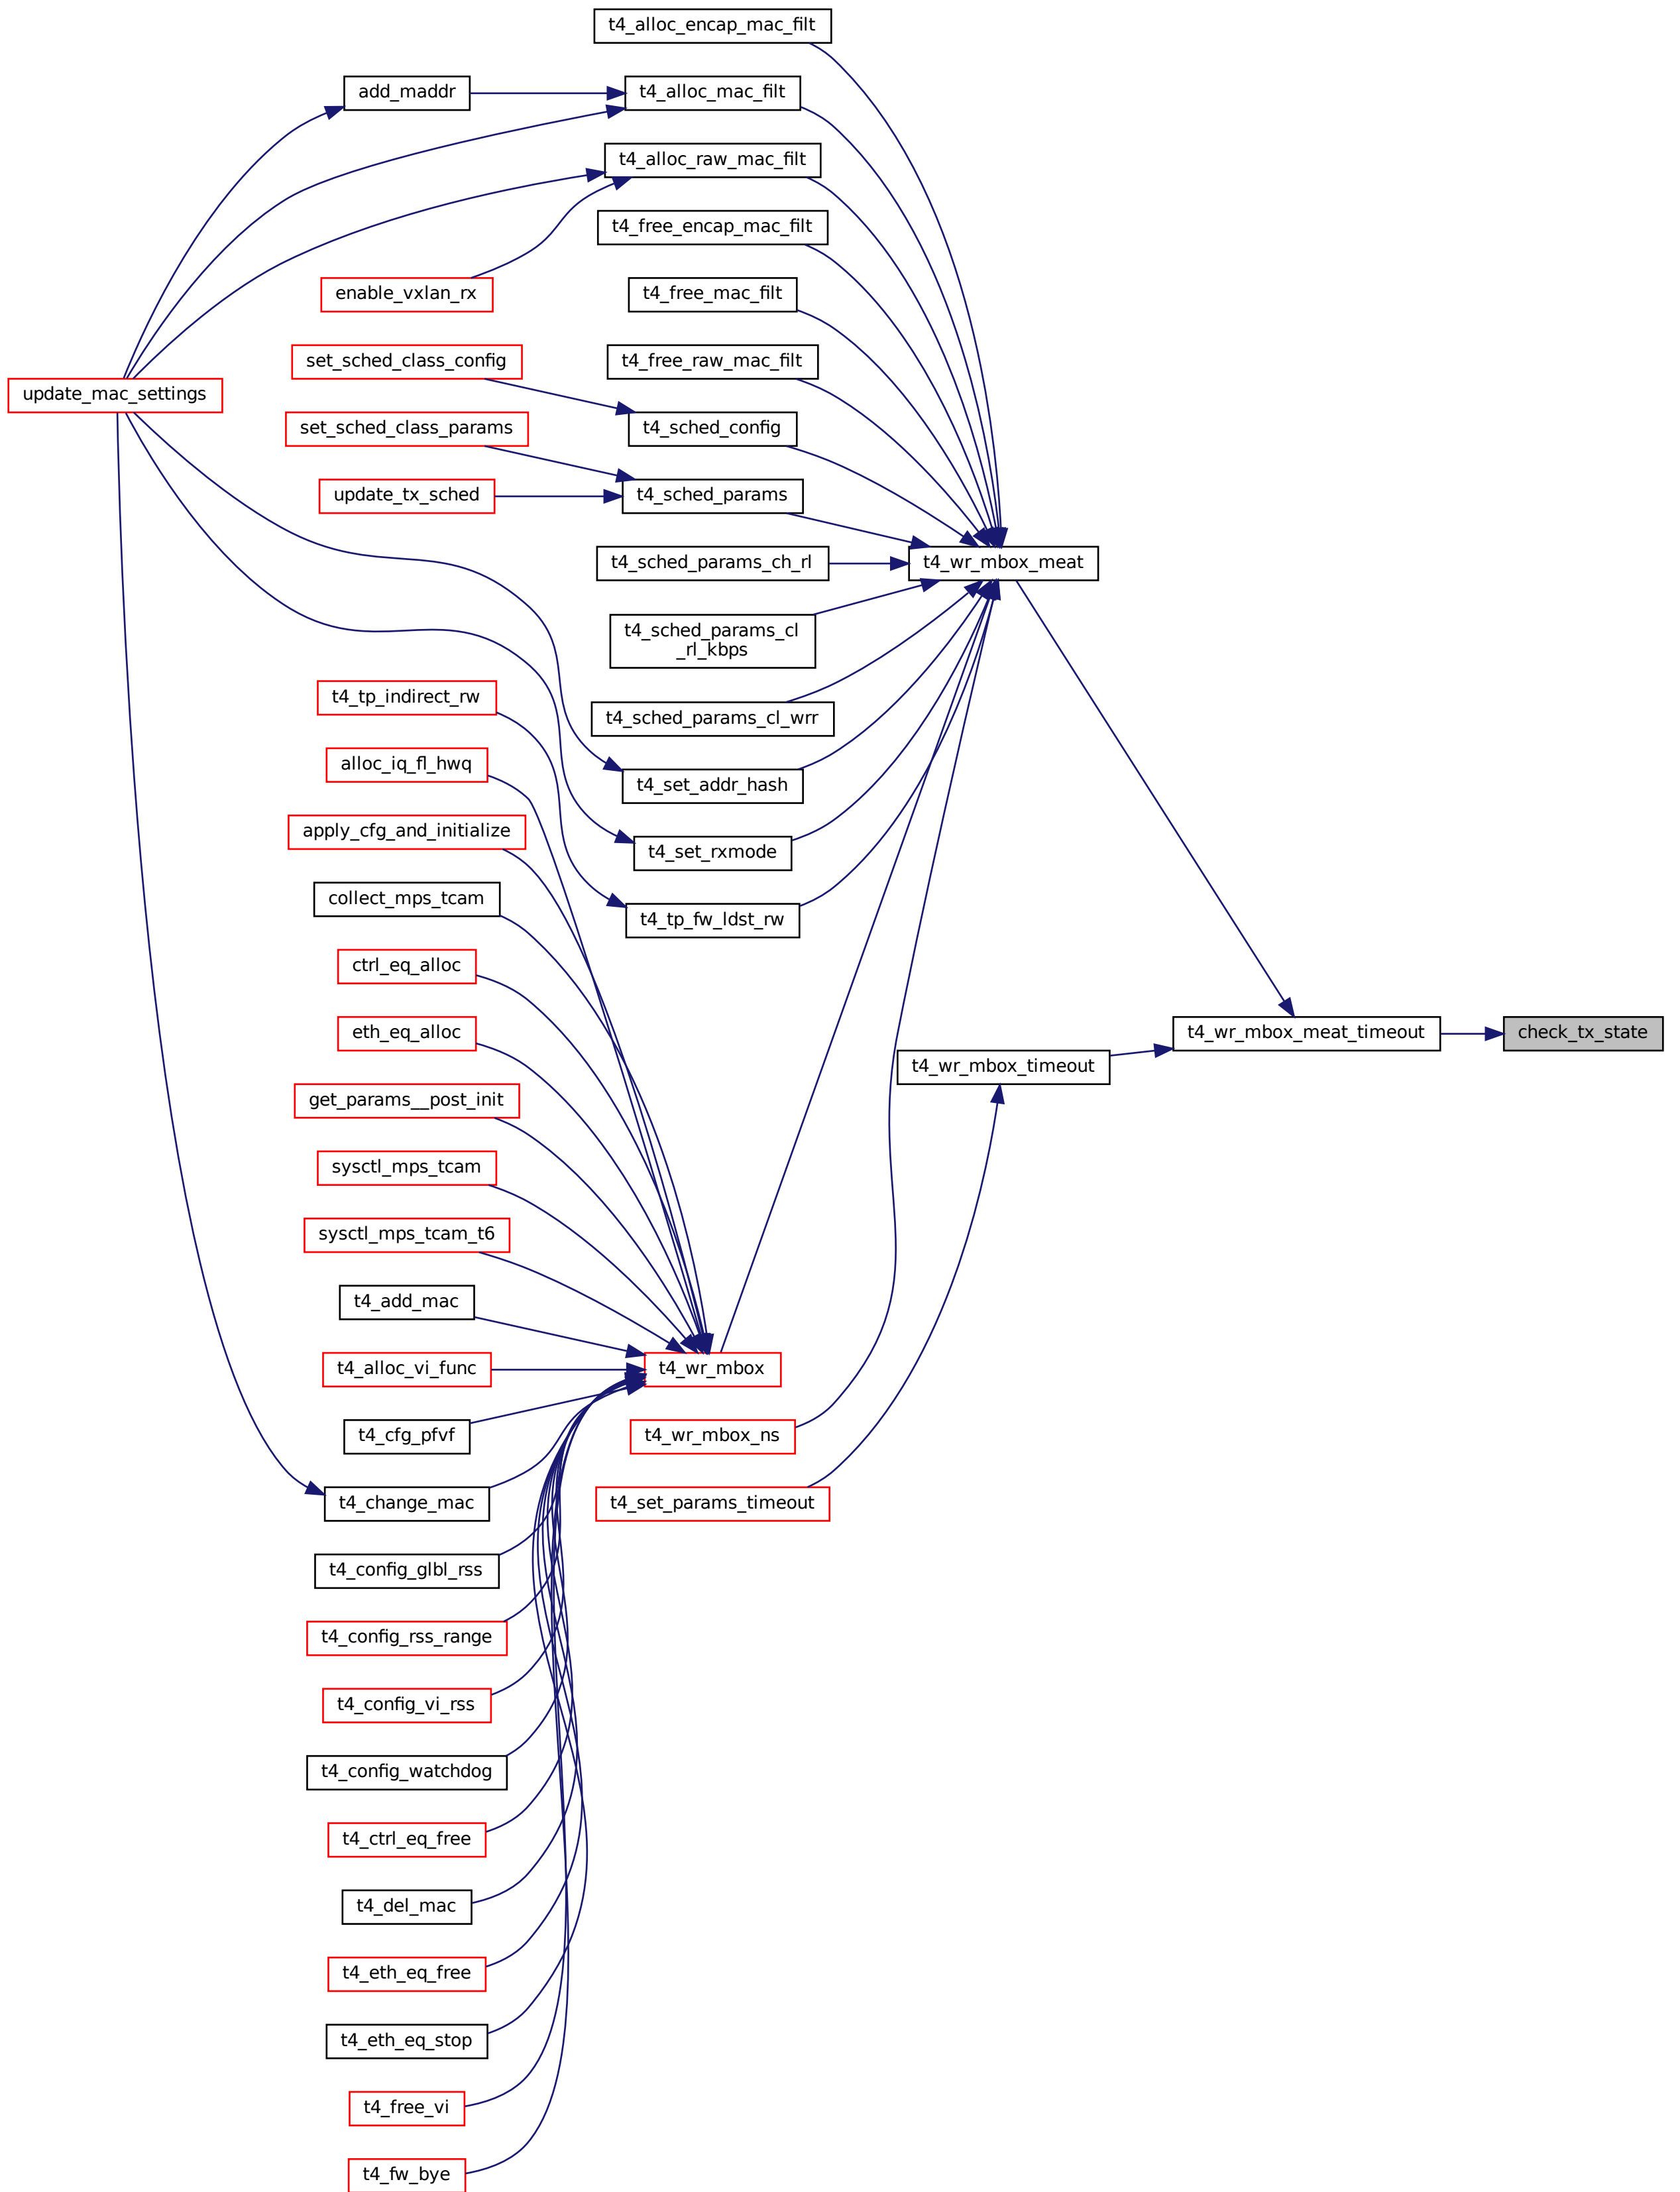 t4_alloc_encap_mac_filt
add_maddr
t4_alloc_mac_filt
t4_alloc_raw_mac_filt
t4_free_encap_mac_filt
enable_vxlan_rx
t4_free_mac_filt
set_sched_class_config
t4_free_raw_mac_filt
update_mac_settings
set_sched_class_params
t4_sched_config
update_tx_sched
t4_sched_params
t4_sched_params_ch_rl
t4_wr_mbox_meat
t4_sched_params_cl
_rl_kbps
t4_tp_indirect_rw
t4_sched_params_cl_wrr
alloc_iq_fl_hwq
t4_set_addr_hash
apply_cfg_and_initialize
t4_set_rxmode
collect_mps_tcam
t4_tp_fw_ldst_rw
ctrl_eq_alloc
eth_eq_alloc
t4_wr_mbox_meat_timeout
check_tx_state
t4_wr_mbox_timeout
get_params__post_init
sysctl_mps_tcam
sysctl_mps_tcam_t6
t4_add_mac
t4_alloc_vi_func
t4_wr_mbox
t4_cfg_pfvf
t4_wr_mbox_ns
t4_change_mac
t4_set_params_timeout
t4_config_glbl_rss
t4_config_rss_range
t4_config_vi_rss
t4_config_watchdog
t4_ctrl_eq_free
t4_del_mac
t4_eth_eq_free
t4_eth_eq_stop
t4_free_vi
t4_fw_bye